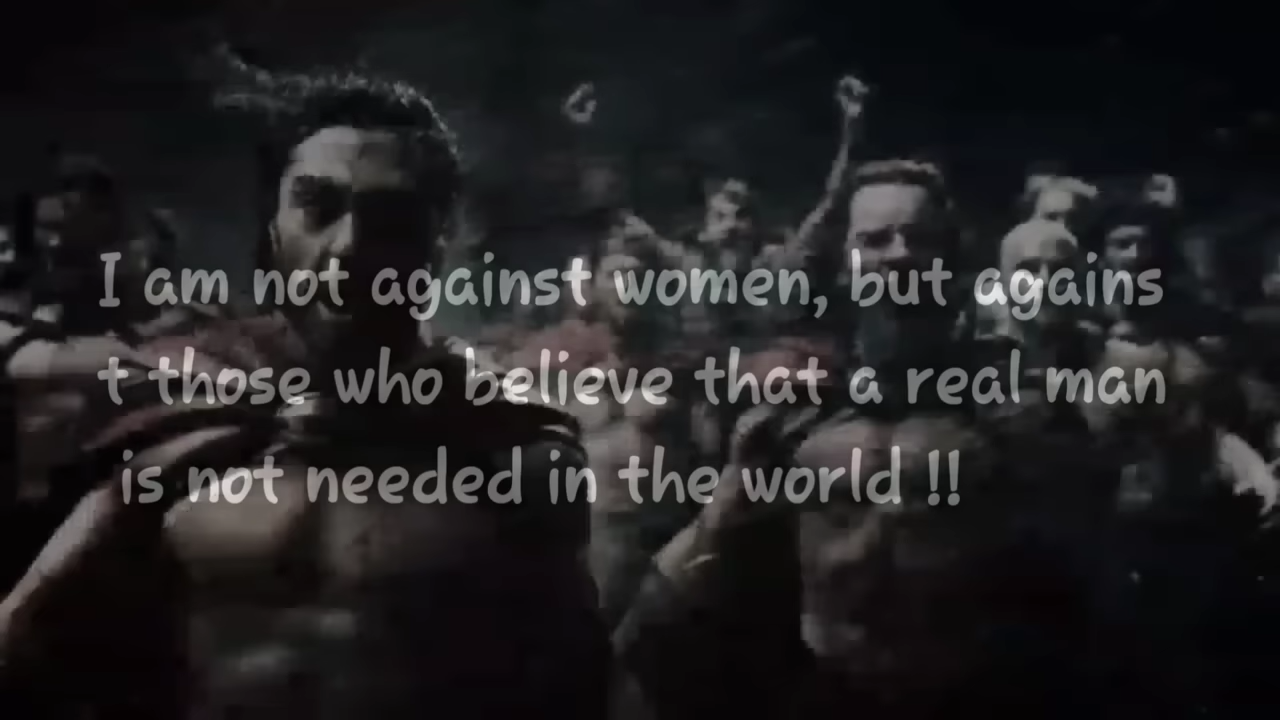 I am not against women, but agains
t those who believe that a real man
is not needed in the world !!